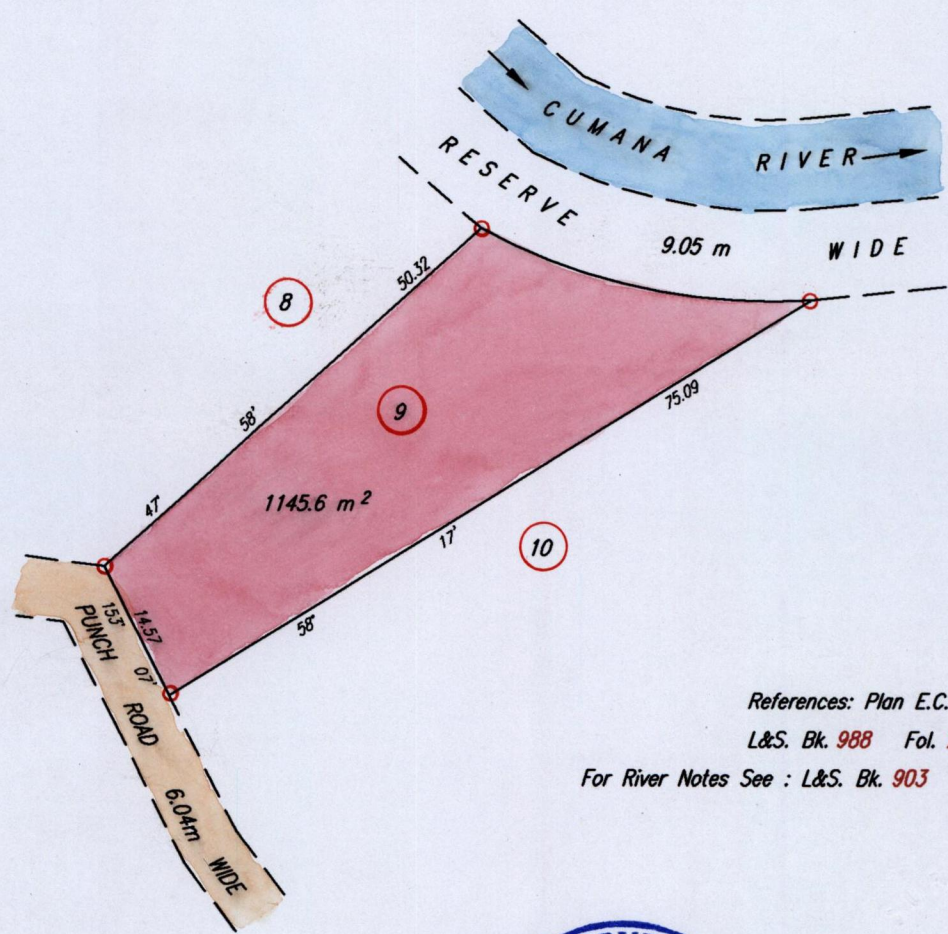 CUMANA RIVER
RESERVE 9.05 m WIDE
50.32
8
58'
9
75.09
47'
1145.6 m²
17'
10
58'
153°
14.57
07'
PUNCH ROAD 6.04m WIDE
References: Plan E.C.
L&S. Bk. 988 Fol.
For River Notes See : L&S. Bk. 903